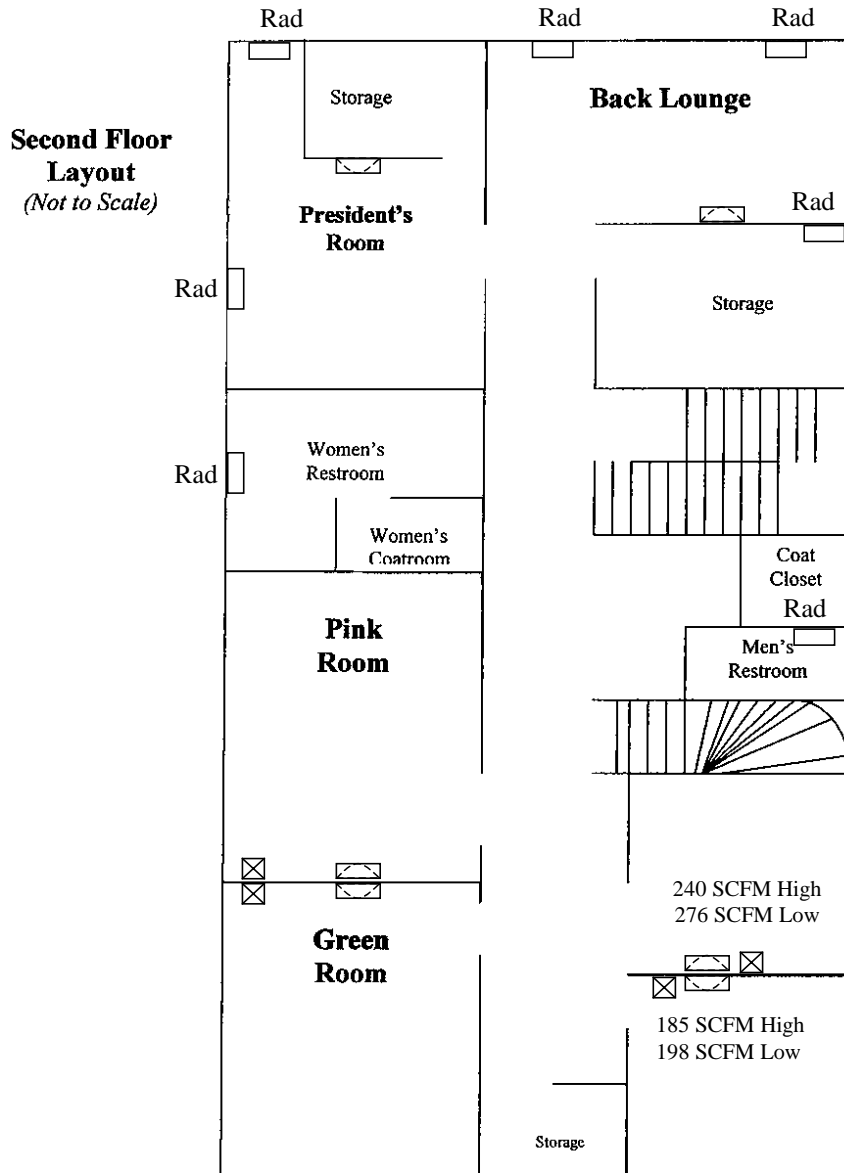 Rad
Rad
Rad
Storage
Back Lounge
Second Floor
Layout
(Not to Scale)
President's
Room
Rad
Rad
Storage
Women's
Restroom
Rad
Women's
Coatroom
Coat
Closet
Rad
Pink
Room
Men's
Restroom
240 SCFM High
276 SCFM Low
Green
Room
185 SCFM High
198 SCFM Low
Storage